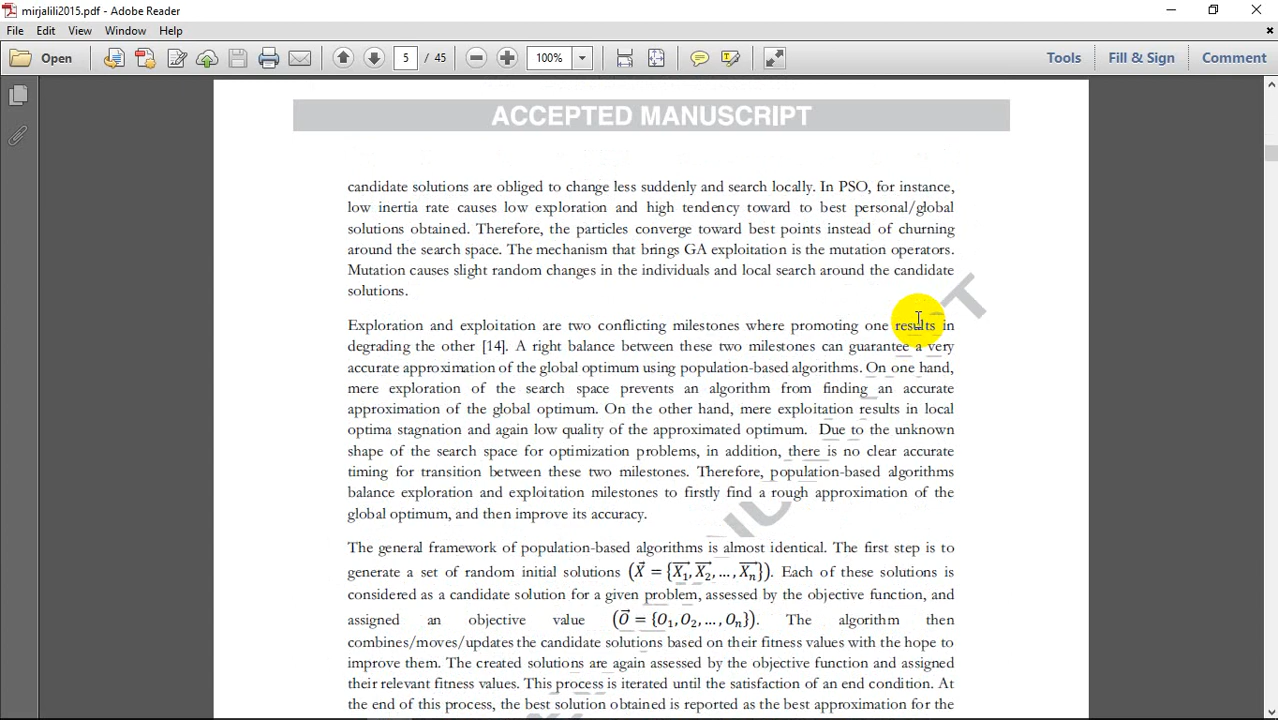 mirjalili2015.pdf - Adobe Reader
File Edit View Window Help
Open 5 / 45 100% Tools Fill & Sign Comment
ACCEPTED MANUSCRIPT
candidate solutions are obliged to change less suddenly and search locally. In PSO, for instance,
low inertia rate causes low exploration and high tendency toward to best personal/global
solutions obtained. Therefore, the particles converge toward best points instead of churning
around the search space. The mechanism that brings GA exploitation is the mutation operators.
Mutation causes slight random changes in the individuals and local search around the candidate
solutions.
Exploration and exploitation are two conflicting milestones where promoting one results in
degrading the other [14]. A right balance between these two milestones can guarantee a very
accurate approximation of the global optimum using population-based algorithms. On one hand,
mere exploration of the search space prevents an algorithm from finding an accurate
approximation of the global optimum. On the other hand, mere exploitation results in local
optima stagnation and again low quality of the approximated optimum. Due to the unknown
shape of the search space for optimization problems, in addition, there is no clear accurate
timing for transition between these two milestones. Therefore, population-based algorithms
balance exploration and exploitation milestones to firstly find a rough approximation of the
global optimum, and then improve its accuracy.
The general framework of population-based algorithms is almost identical. The first step is to
generate a set of random initial solutions (X⃗ = {X₁⃗, X₂⃗, …, Xₙ⃗}). Each of these solutions is
considered as a candidate solution for a given problem, assessed by the objective function, and
assigned an objective value (O⃗ = {O₁, O₂, …, Oₙ}). The algorithm then
combines/moves/updates the candidate solutions based on their fitness values with the hope to
improve them. The created solutions are again assessed by the objective function and assigned
their relevant fitness values. This process is iterated until the satisfaction of an end condition. At
the end of this process, the best solution obtained is reported as the best approximation for the